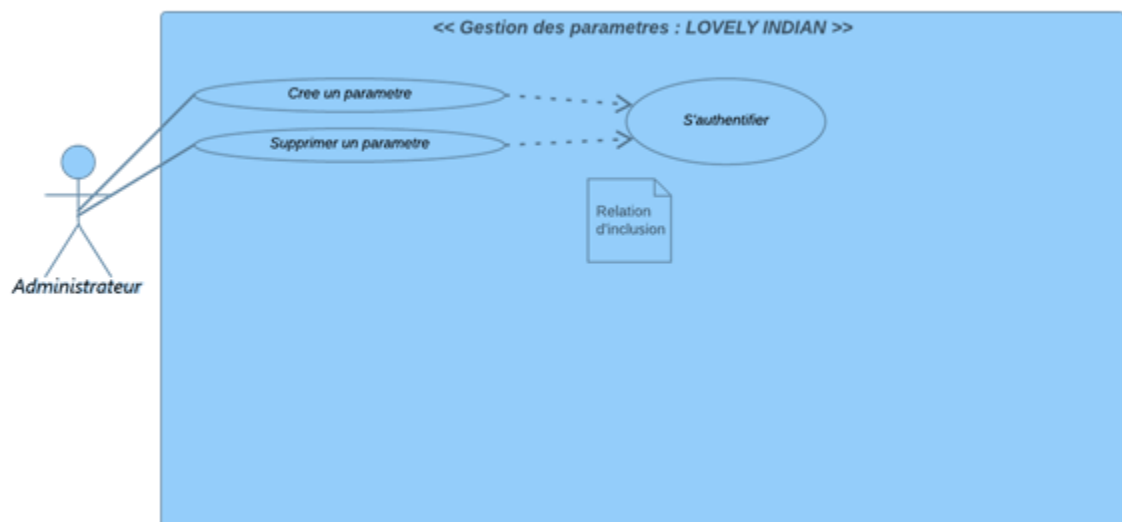 << Gestion des parametres : LOVELY INDIAN >>
Cree un parametre
S'authentifier
Supprimer un parametre
Relation
d'inclusion
Administrateur